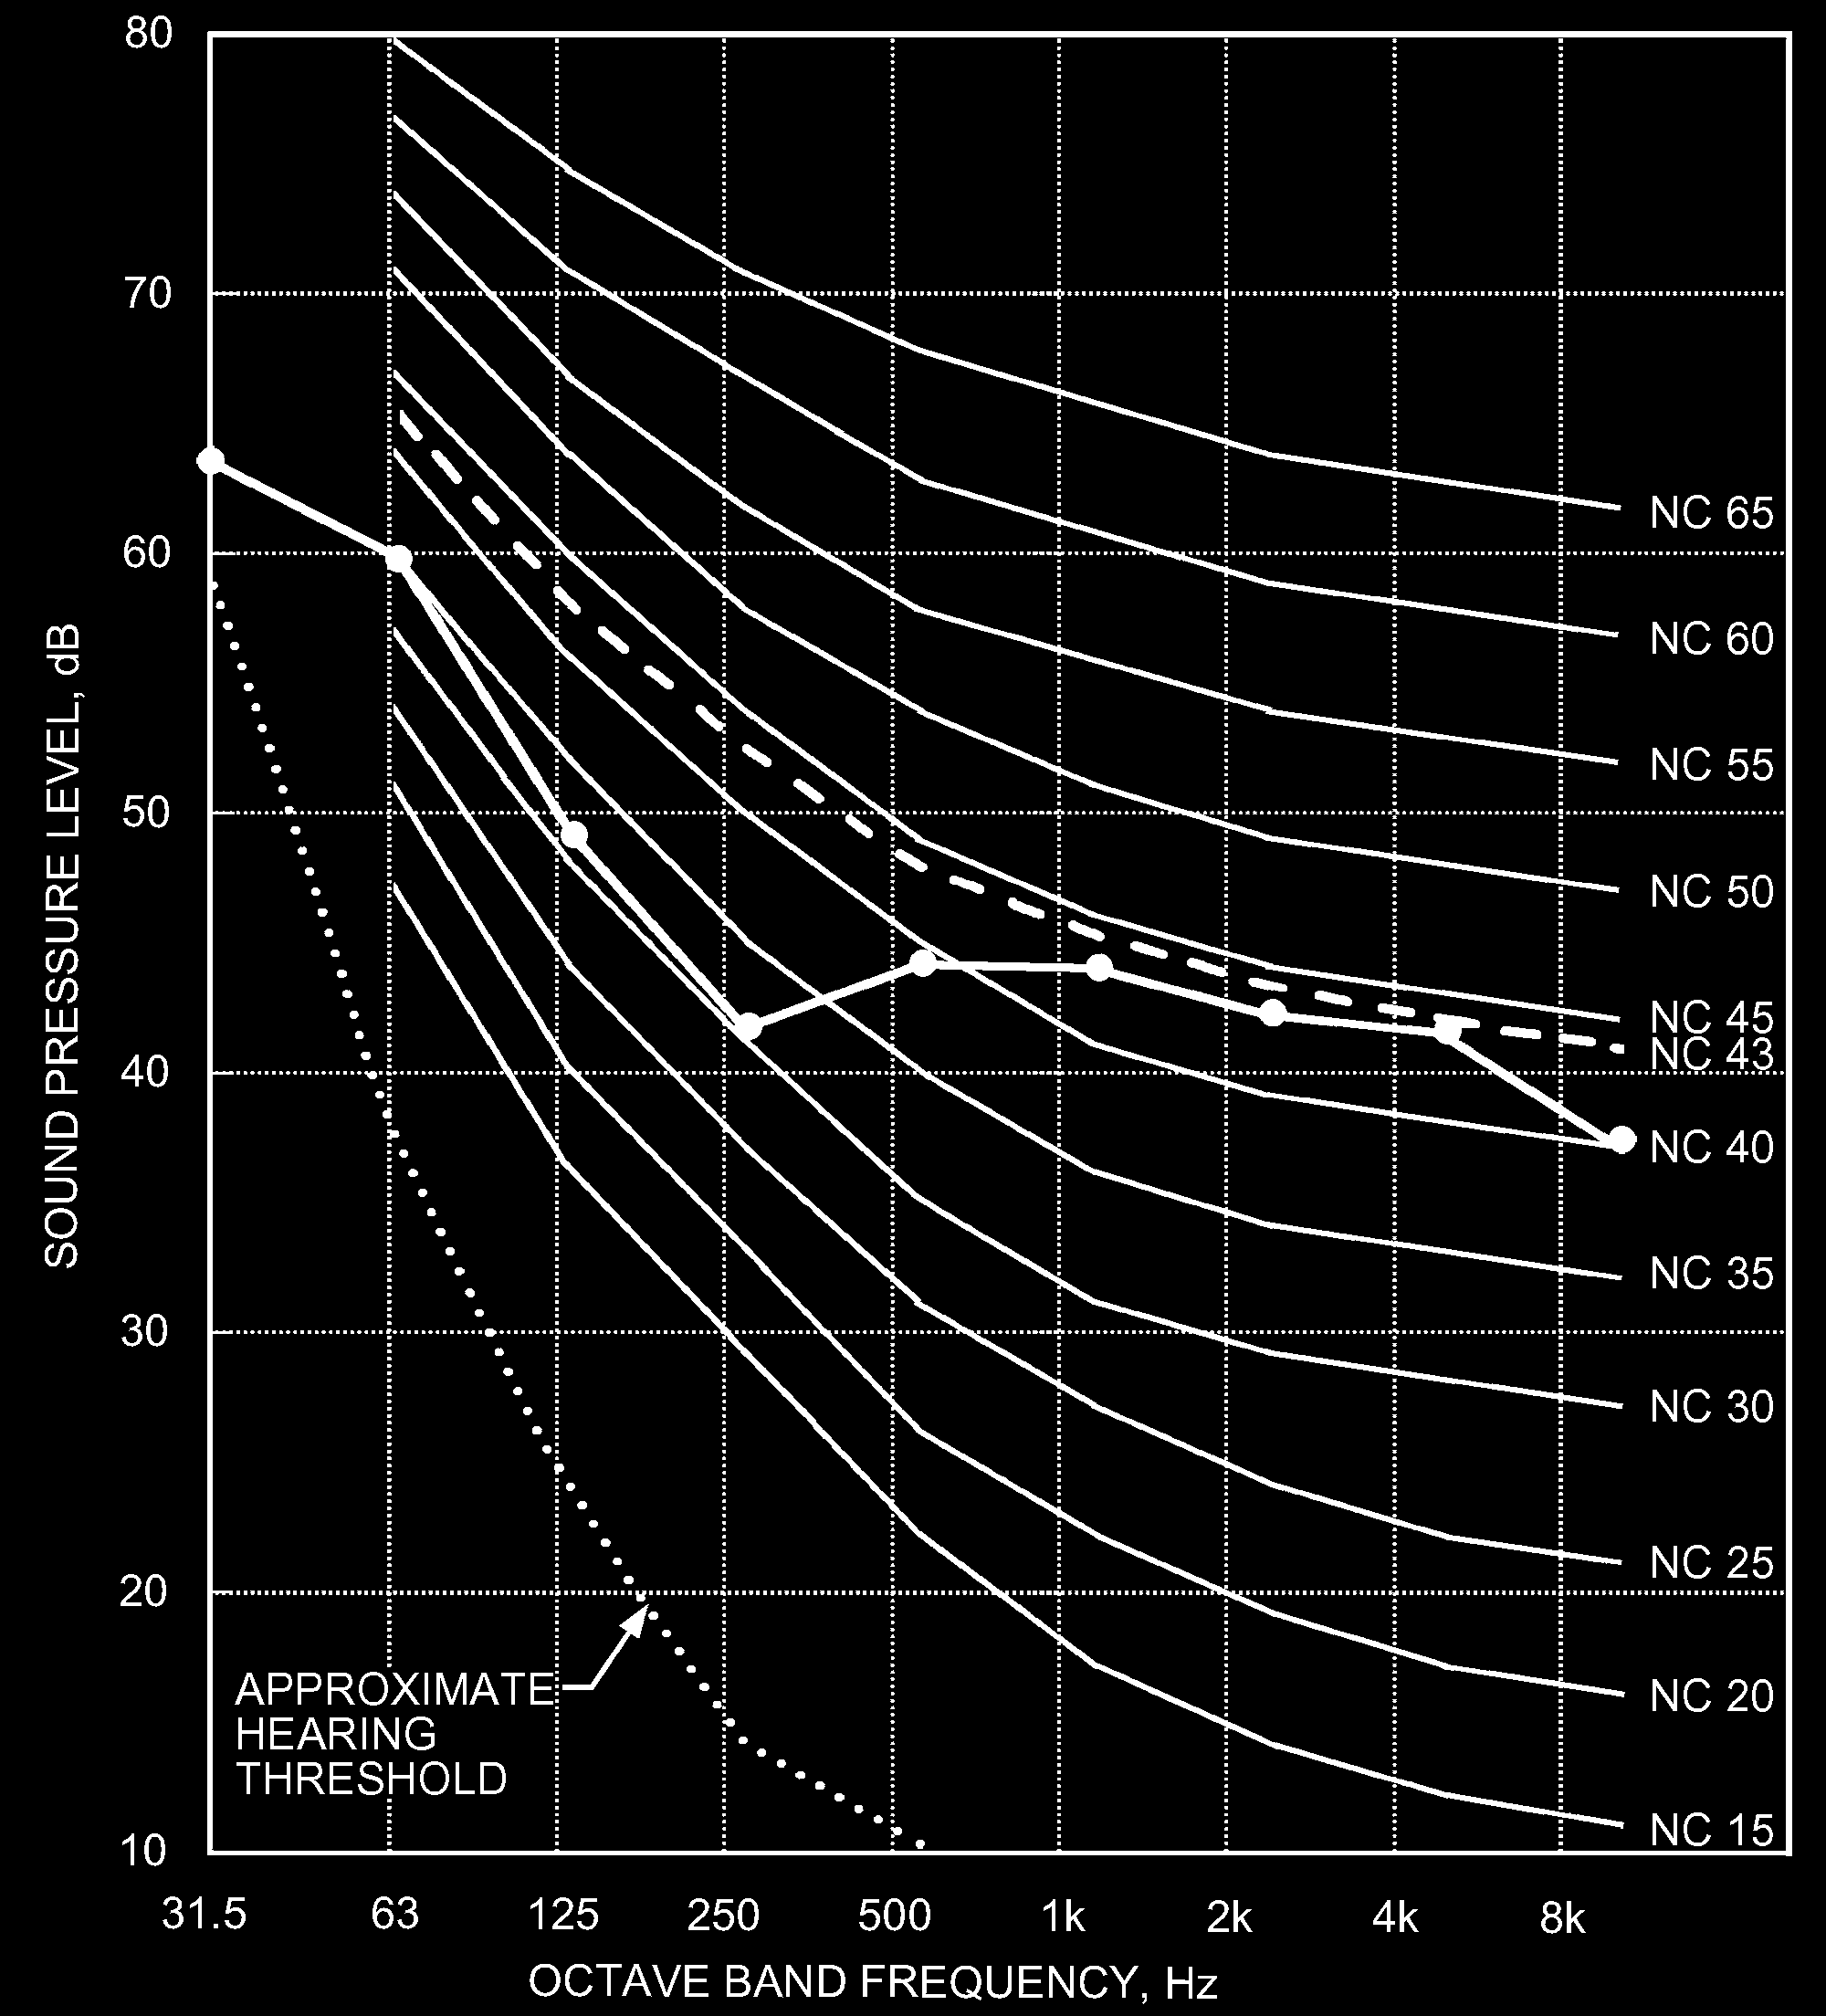 80
70
60
50
40
30
20
10
SOUND PRESSURE LEVEL, dB
NC 65
NC 60
NC 55
NC 50
NC 45
NC 43
NC 40
NC 35
NC 30
NC 25
NC 20
NC 15
APPROXIMATE
HEARING
THRESHOLD
31.5 63 125 250 500 1k 2k 4k 8k
OCTAVE BAND FREQUENCY, Hz